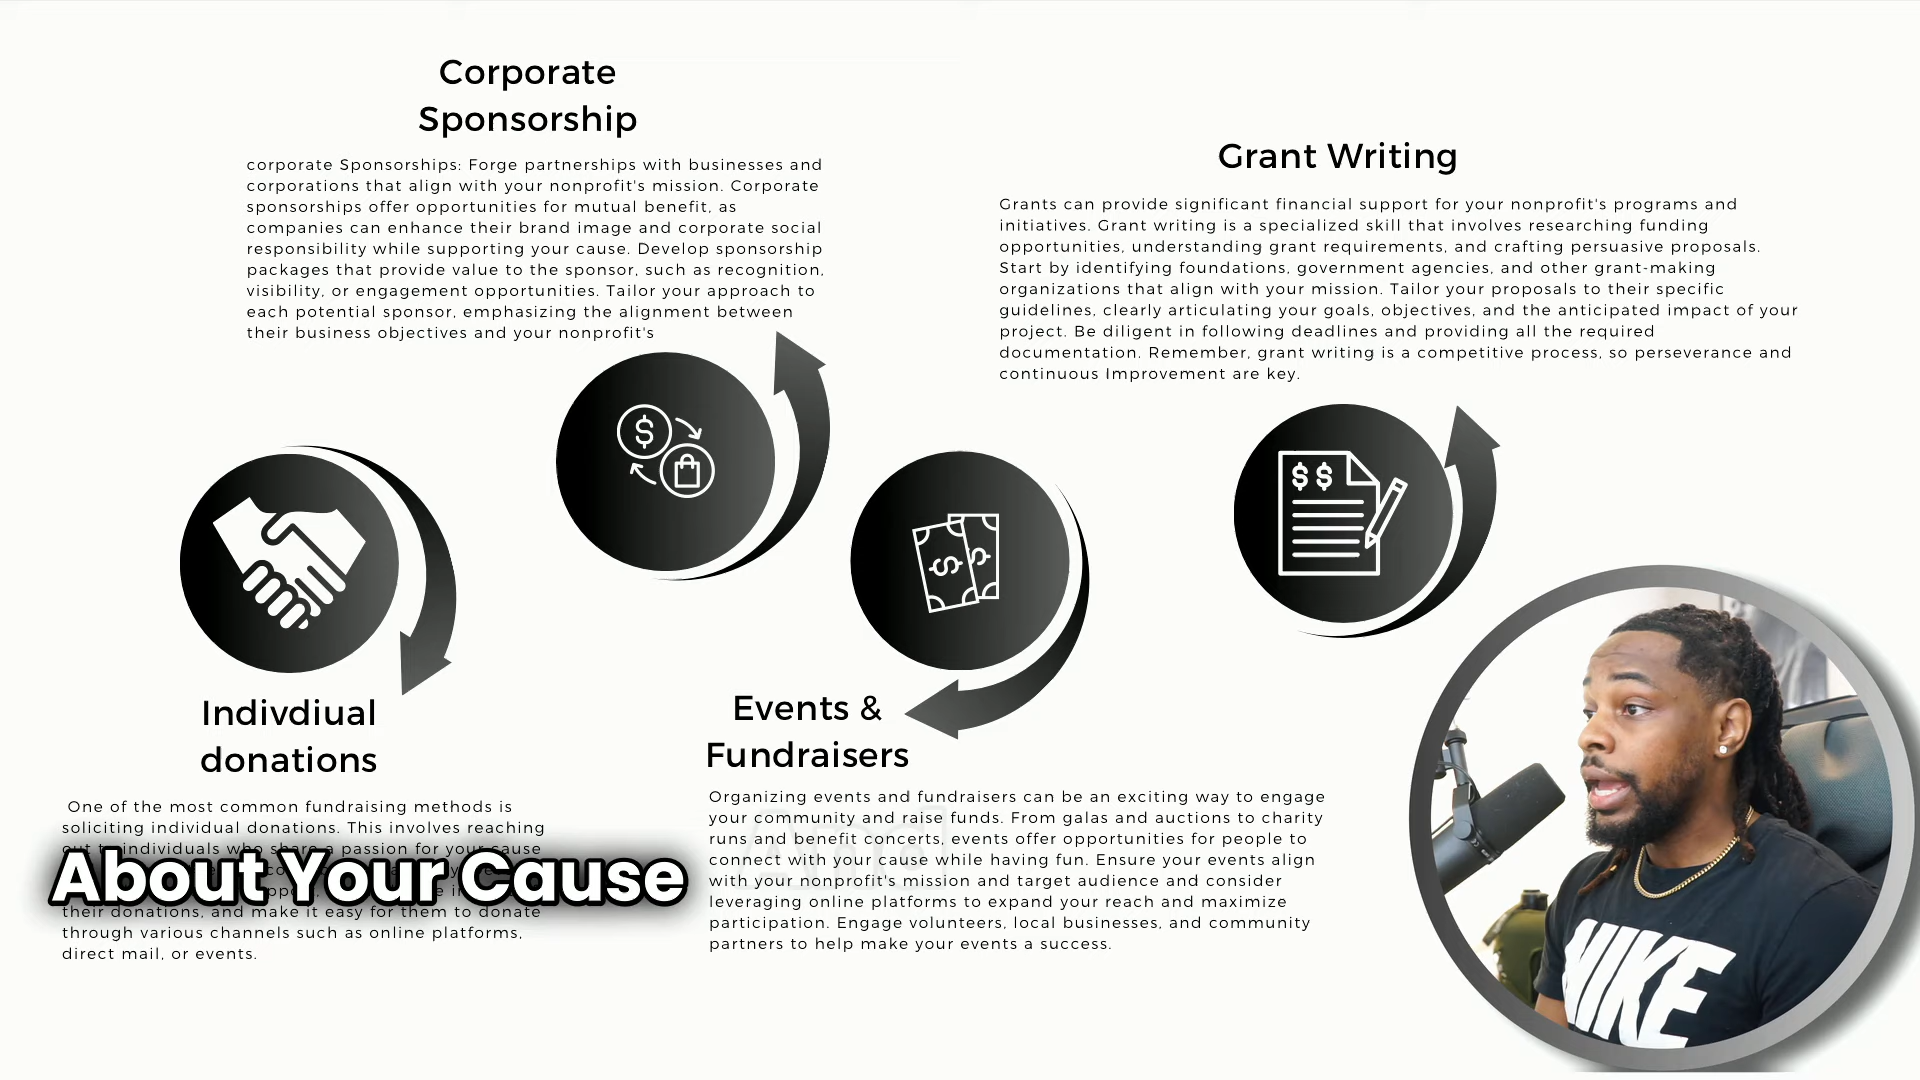 Corporate
Sponsorship
corporate Sponsorships: Forge partnerships with businesses and
corporations that align with your nonprofit's mission. Corporate
sponsorships offer opportunities for mutual benefit, as
companies can enhance their brand image and corporate social
responsibility while supporting your cause. Develop sponsorship
packages that provide value to the sponsor, such as recognition,
visibility, or engagement opportunities. Tailor your approach to
each potential sponsor, emphasizing the alignment between
their business objectives and your nonprofit's
Grant Writing
Grants can provide significant financial support for your nonprofit's programs and
initiatives. Grant writing is a specialized skill that involves researching funding
opportunities, understanding grant requirements, and crafting persuasive proposals.
Start by identifying foundations, government agencies, and other grant-making
organizations that align with your mission. Tailor your proposals to their specific
guidelines, clearly articulating your goals, objectives, and the anticipated impact of your
project. Be diligent in following deadlines and providing all the required
documentation. Remember, grant writing is a competitive process, so perseverance and
continuous Improvement are key.
Indivdiual
donations
One of the most common fundraising methods is
soliciting individual donations. This involves reaching
out to individuals who share a passion for your cause
their donations, and make it easy for them to donate
through various channels such as online platforms,
direct mail, or events.
About Your Cause
Events &
Fundraisers
Organizing events and fundraisers can be an exciting way to engage
your community and raise funds. From galas and auctions to charity
runs and benefit concerts, events offer opportunities for people to
connect with your cause while having fun. Ensure your events align
with your nonprofit's mission and target audience and consider
leveraging online platforms to expand your reach and maximize
participation. Engage volunteers, local businesses, and community
partners to help make your events a success.
And
$
$ $
$ $
NIKE